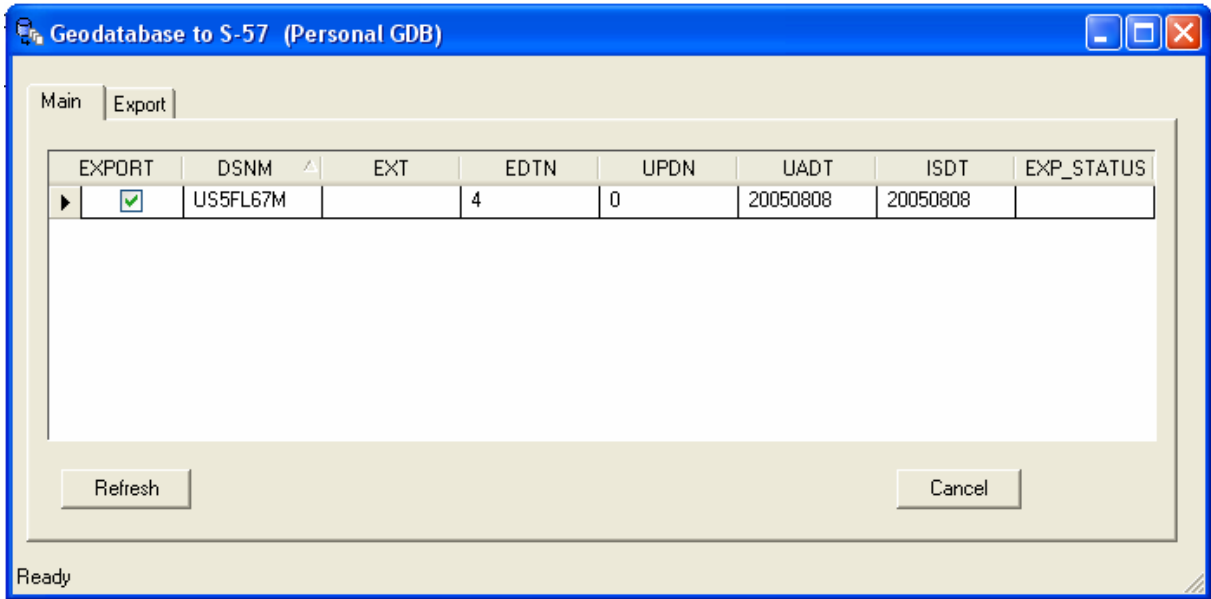 Geodatabase to S-57 (Personal GDB)
Main Export
EXPORT DSNM EXT EDTN UPDN UADT ISDT EXP_STATUS
US5FL67M 4 0 20050808 20050808
Refresh Cancel
Ready